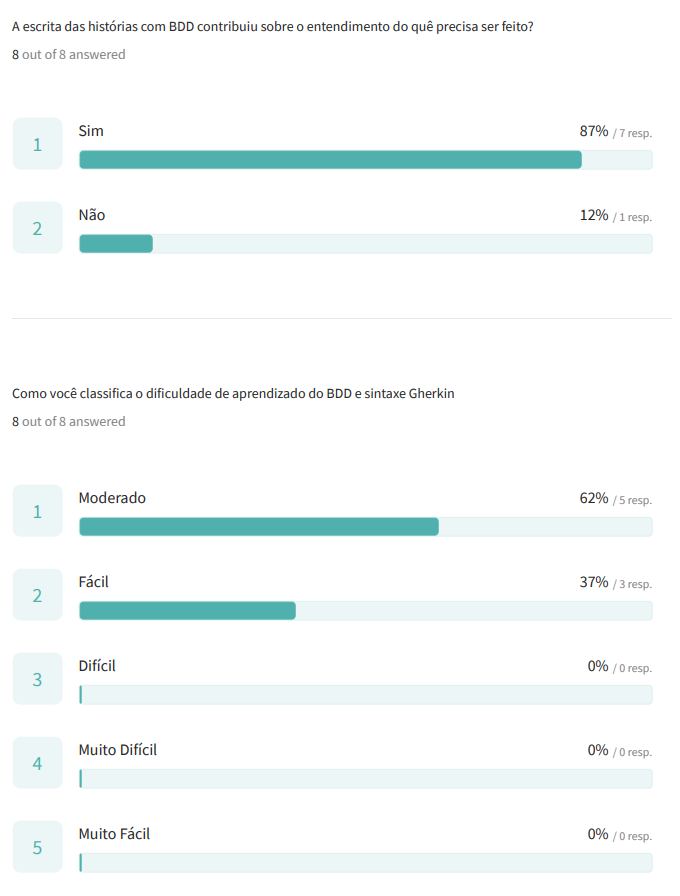 A escrita das histórias com BDD contribuiu sobre o entendimento do quê precisa ser feito?
8 out of 8 answered
1
Sim
87% / 7 resp.
2
Não
12% / 1 resp.
Como você classifica o dificuldade de aprendizado do BDD e sintaxe Gherkin
8 out of 8 answered
1
Moderado
62% / 5 resp.
2
Fácil
37% / 3 resp.
3
Difícil
0% / 0 resp.
4
Muito Difícil
0% / 0 resp.
5
Muito Fácil
0% / 0 resp.